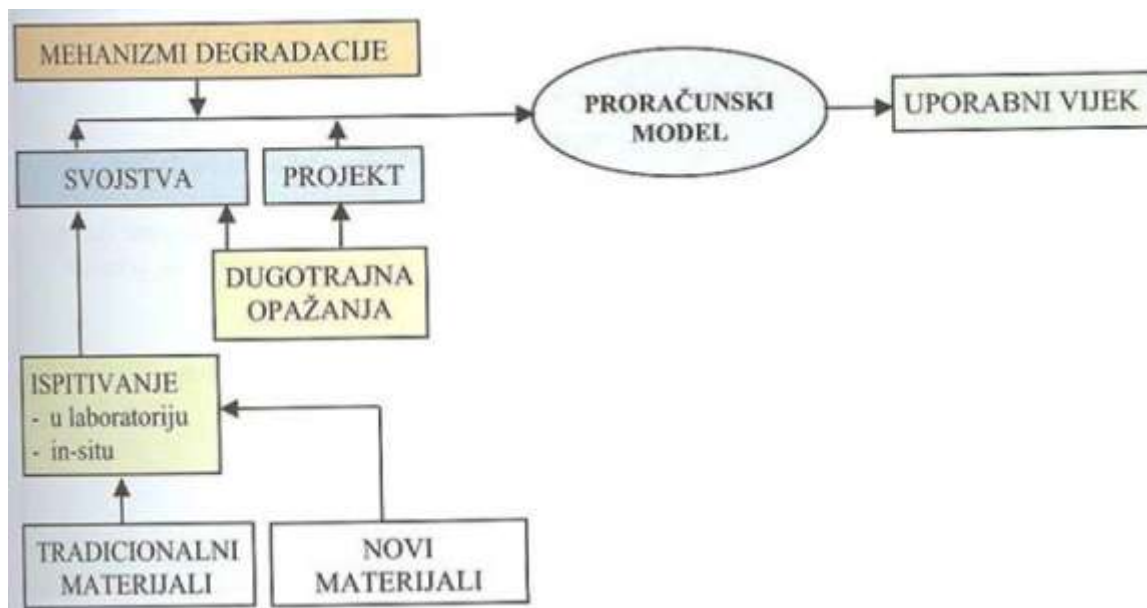 MEHANIZMI DEGRADACIJE
PRORAČUNSKI
MODEL
UPORABNI VIJEK
SVOJSTVA
PROJEKT
DUGOTRAJNA
OPAŽANJA
ISPITIVANJE
- u laboratoriju
- in-situ
TRADICIONALNI
MATERIJALI
NOVI
MATERIJALI